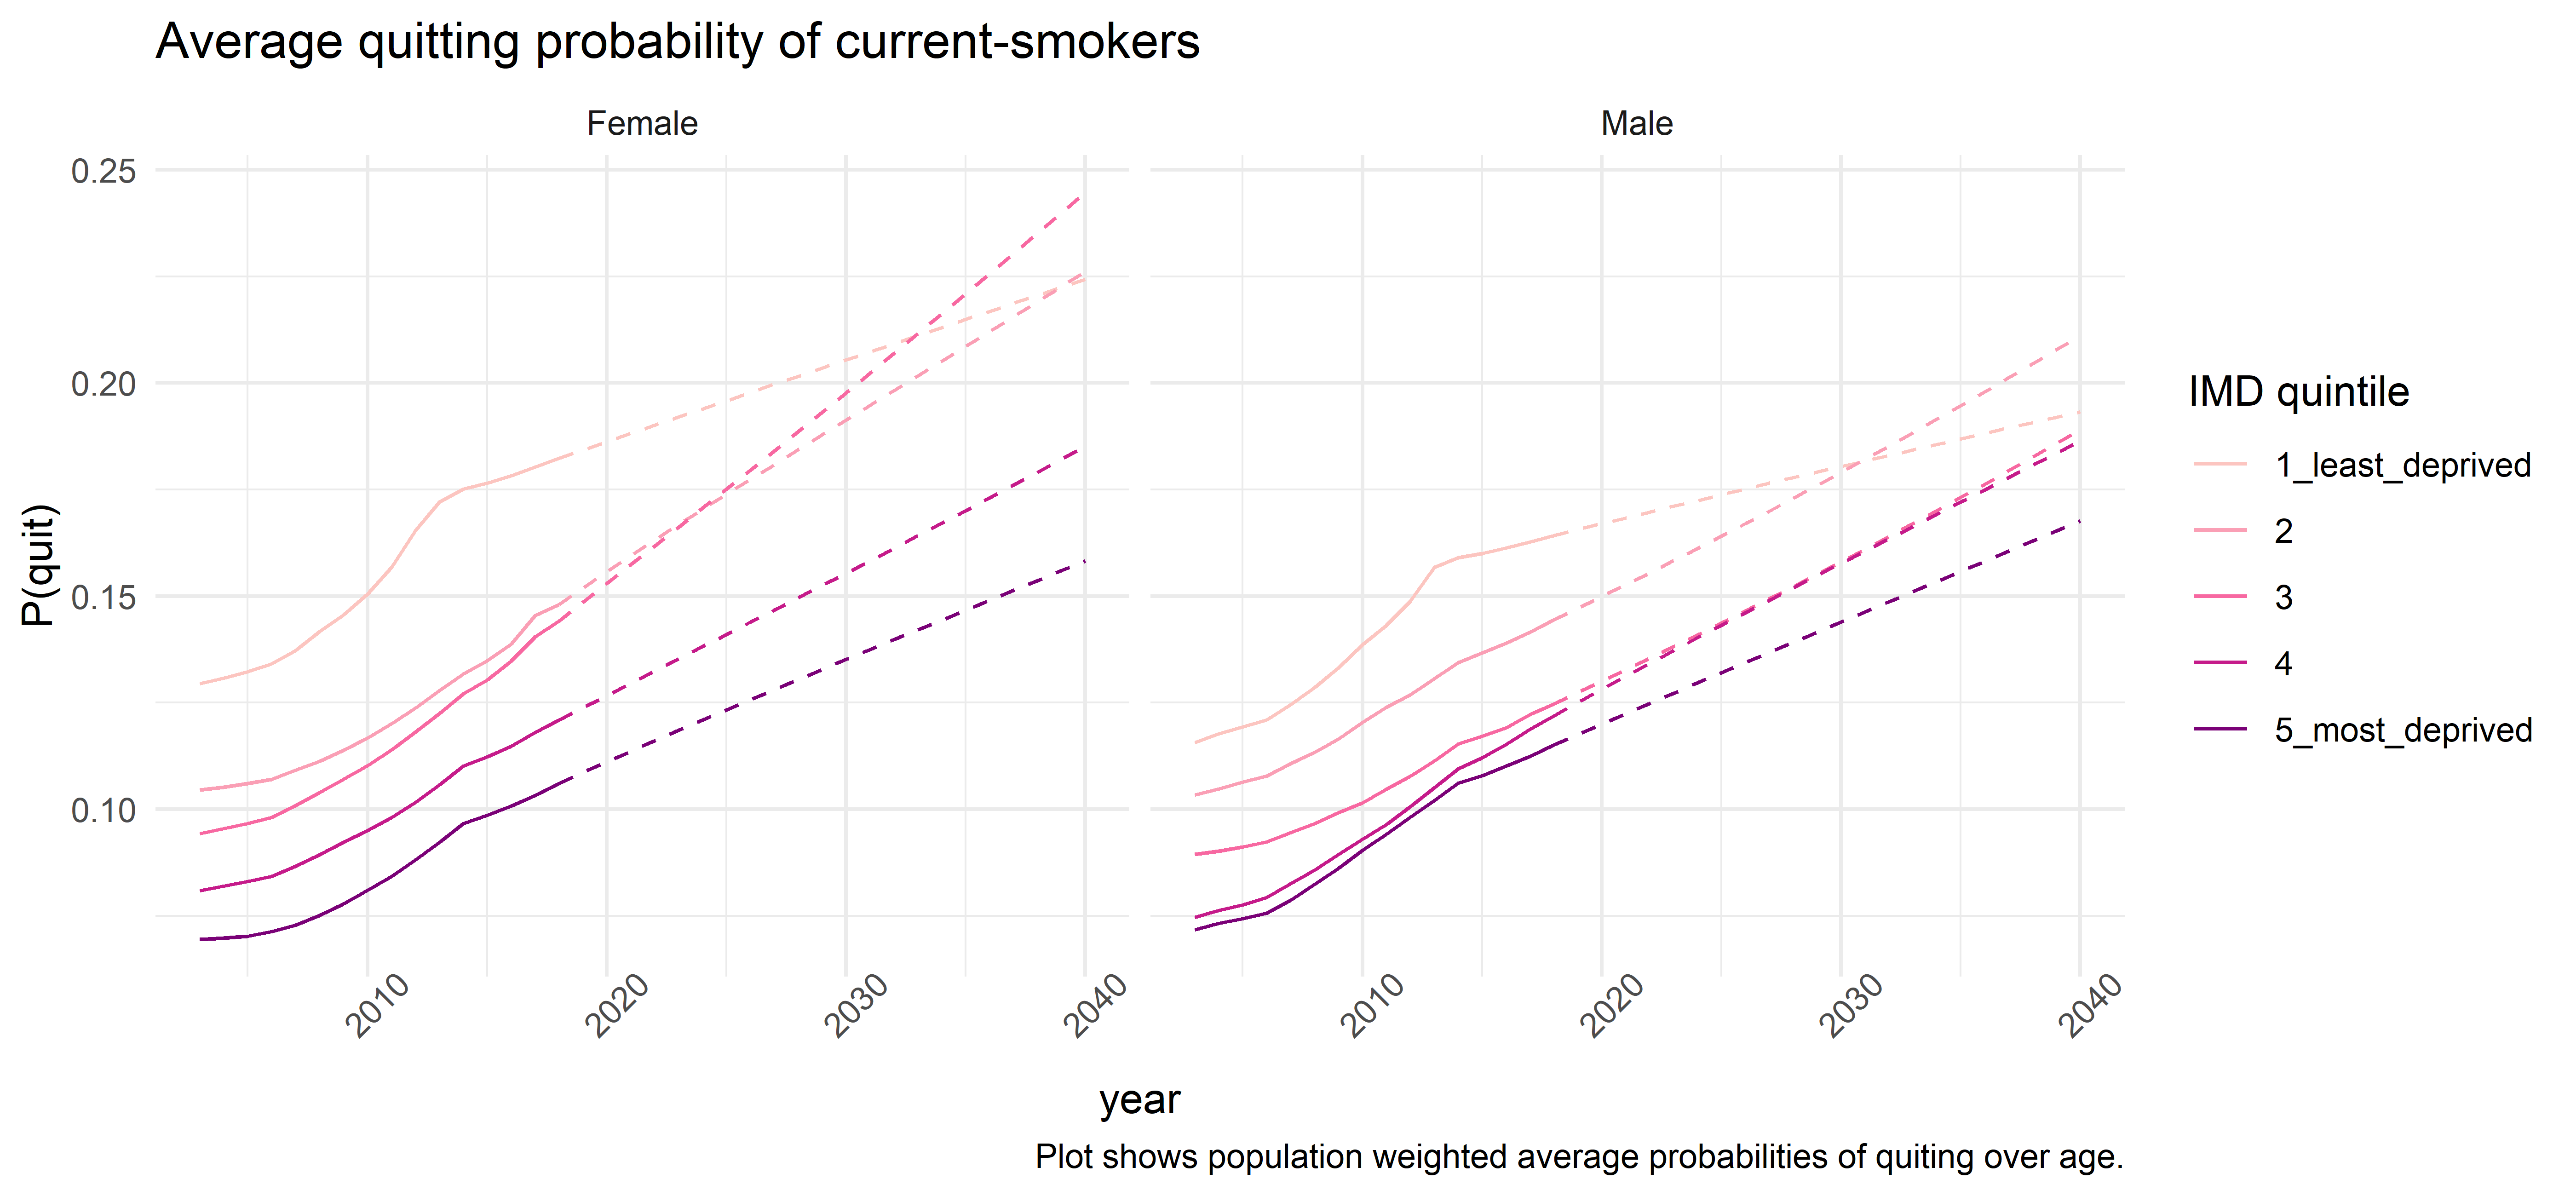 Average quitting probability of current-smokers
Female
Male
0.25
0.20
0.15
0.10
P(quit)
2010
2020
2030
2040
2010
2020
2030
2040
year
IMD quintile
1_least_deprived
2
3
4
5_most_deprived
Plot shows population weighted average probabilities of quiting over age.